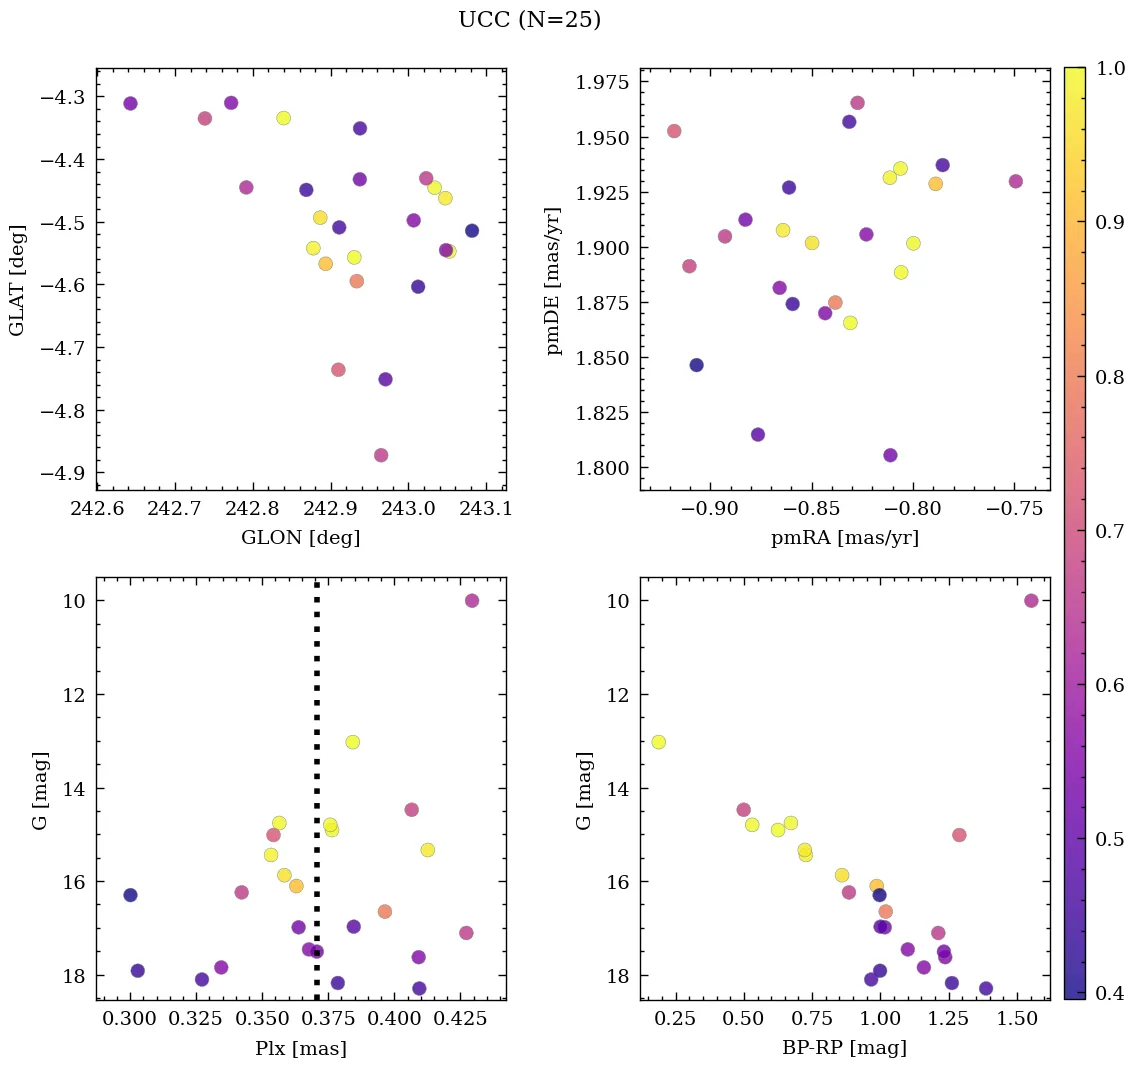 UCC (N=25)
−4.3
−4.4
−4.5
−4.6
−4.7
−4.8
−4.9
GLAT [deg]
242.6 242.7 242.8 242.9 243.0 243.1
GLON [deg]
1.975
1.950
1.925
1.900
1.875
1.850
1.825
1.800
pmDE [mas/yr]
−0.90 −0.85 −0.80 −0.75
pmRA [mas/yr]
10
12
14
16
18
G [mag]
0.300 0.325 0.350 0.375 0.400 0.425
Plx [mas]
10
12
14
16
18
G [mag]
0.25 0.50 0.75 1.00 1.25 1.50
BP-RP [mag]
1.0
0.9
0.8
0.7
0.6
0.5
0.4